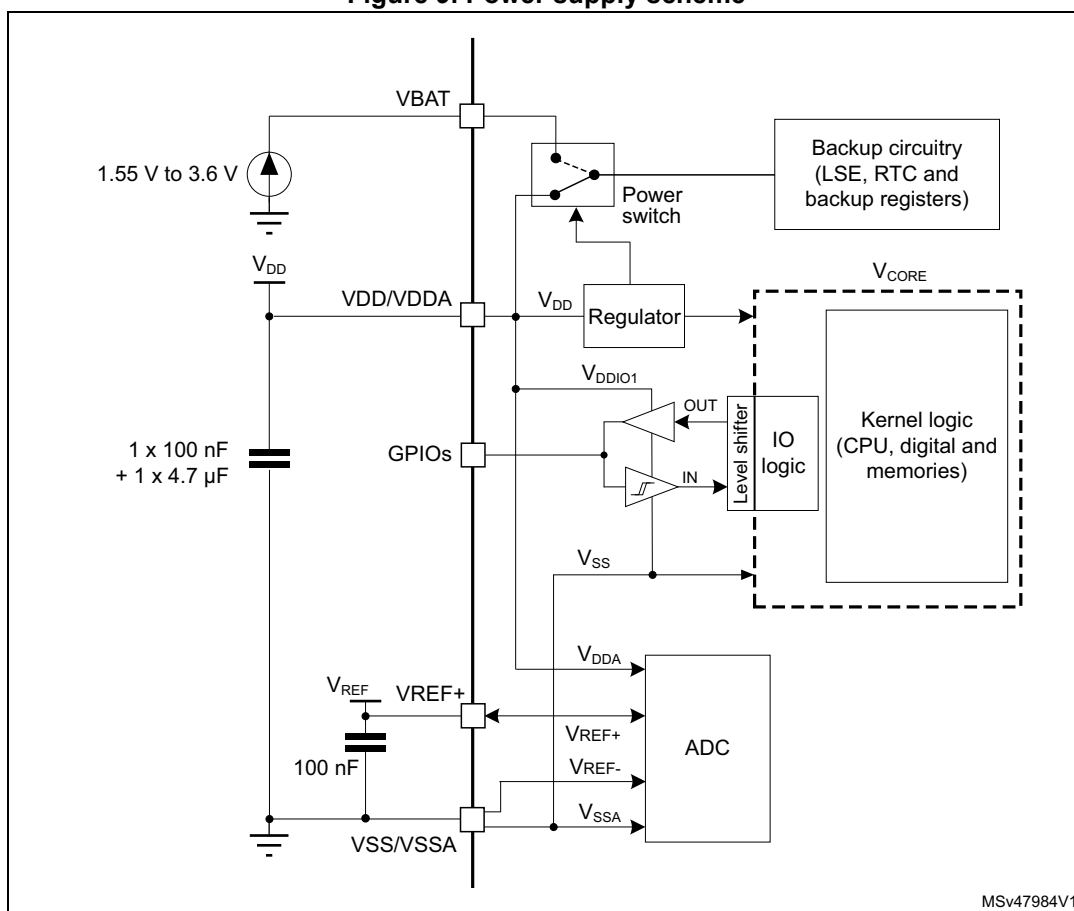 Figure 9. Power supply scheme
VBAT
1.55 V to 3.6 V
Power
switch
Backup circuitry
(LSE, RTC and
backup registers)
VDD
VDD/VDDA
VDD
Regulator
VCORE
VDDIO1
OUT
1 x 100 nF
+ 1 x 4.7 µF
GPIOs
IN
Level shifter
IO
logic
Kernel logic
(CPU, digital and
memories)
VSS
VDDA
VREF
VREF+
VREF+
100 nF
VREF-
ADC
VSSA
VSS/VSSA
MSv47984V1